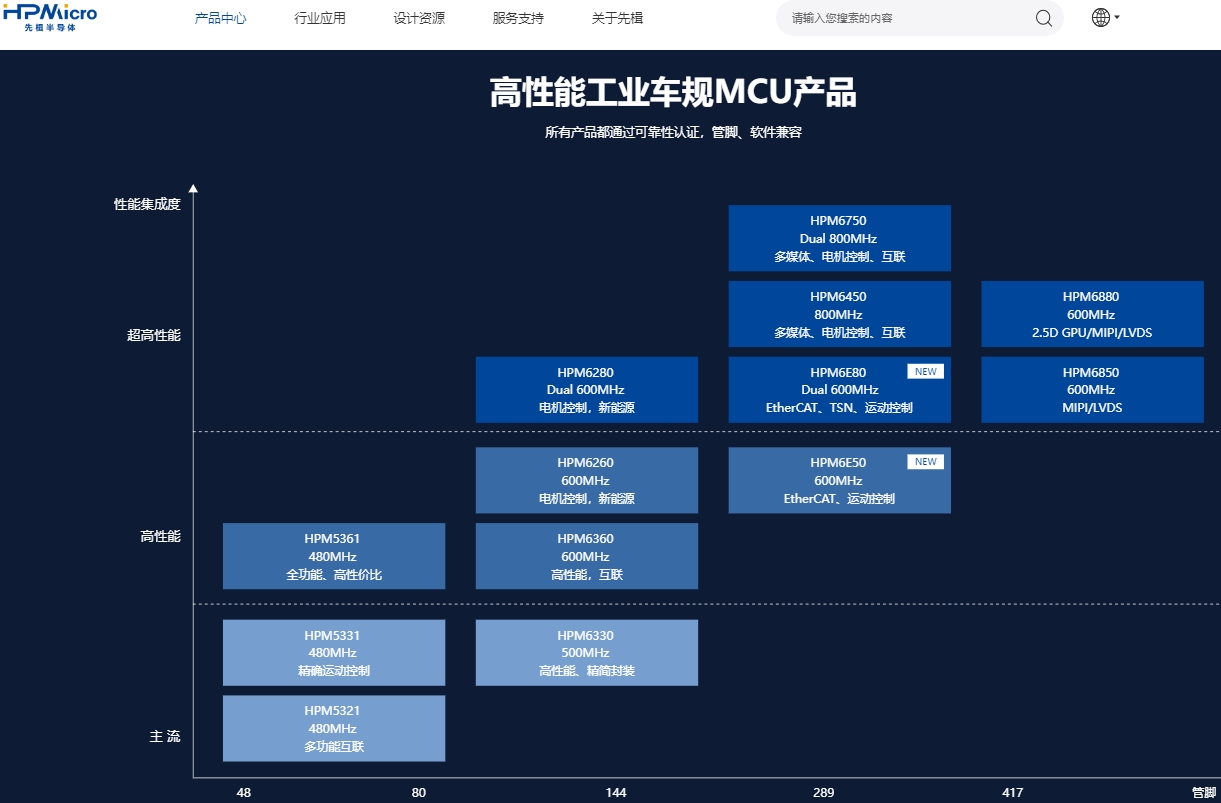 HPMicro
先楫半导体
产品中心
行业应用
设计资源
服务支持
关于先楫
请输入您搜索的内容
高性能工业车规MCU产品
所有产品都通过可靠性认证，管脚、软件兼容
性能集成度
HPM6750
Dual 800MHz
多媒体、电机控制、互联
超高性能
HPM6450
800MHz
多媒体、电机控制、互联
HPM6880
600MHz
2.5D GPU/MIPI/LVDS
HPM6280
Dual 600MHz
电机控制，新能源
HPM6E80
NEW
Dual 600MHz
EtherCAT、TSN、运动控制
HPM6850
600MHz
MIPI/LVDS
HPM6260
600MHz
电机控制，新能源
HPM6E50
NEW
600MHz
EtherCAT、运动控制
高性能
HPM5361
480MHz
全功能、高性价比
HPM6360
600MHz
高性能，互联
HPM5331
480MHz
精确运动控制
HPM6330
500MHz
高性能、精简封装
主 流
HPM5321
480MHz
多功能互联
48
80
144
289
417
管脚